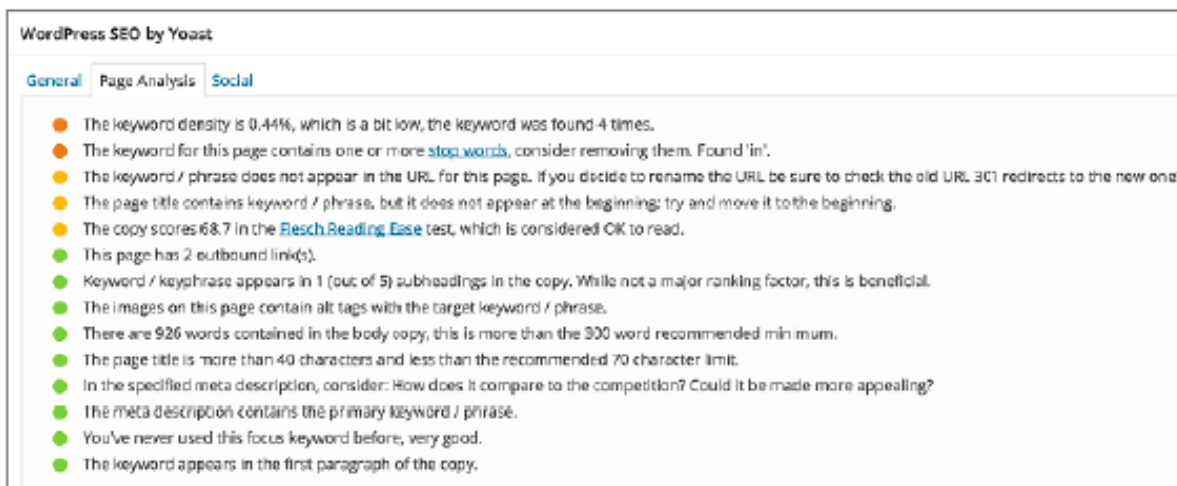 WordPress SEO by Yoast
General Page Analysis Social
The keyword density is 0.44%, which is a bit low, the keyword was found 4 times.
The keyword for this page contains one or more stop words, consider removing them. Found 'in'.
The keyword / phrase does not appear in the URL for this page. If you decide to rename the URL be sure to check the old URL 301 redirects to the new one!
The page title contains keyword / phrase, but it does not appear at the beginning; try and move it to the beginning.
The copy scores 68.7 in the Flesch Reading Ease test, which is considered OK to read.
This page has 2 outbound link(s).
Keyword / keyphrase appears in 1 (out of 5) subheadings in the copy. While not a major ranking factor, this is beneficial.
The images on this page contain alt tags with the target keyword / phrase.
There are 926 words contained in the body copy, this is more than the 300 word recommended minimum.
The page title is more than 40 characters and less than the recommended 70 character limit.
In the specified meta description, consider: How does it compare to the competition? Could it be made more appealing?
The meta description contains the primary keyword / phrase.
You've never used this focus keyword before, very good.
The keyword appears in the first paragraph of the copy.